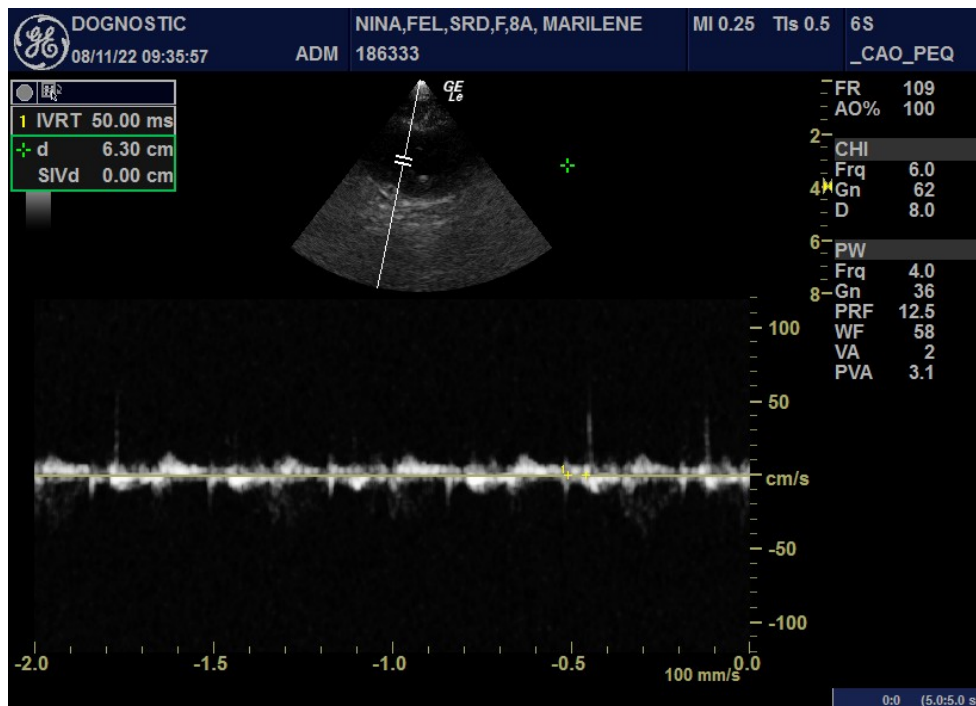 DOGNOSTIC
08/11/22 09:35:57
ADM
NINA,FEL,SRD,F,8A, MARILENE
186333
MI 0.25 TIs 0.5
6S
_CAO_PEQ
1 IVRT 50.00 ms
d 6.30 cm
SIVd 0.00 cm
GE
Le
2
4
6
8
FR 109
AO% 100
CHI
Frq 6.0
Gn 62
D 8.0
PW
Frq 4.0
Gn 36
PRF 12.5
WF 58
VA 2
PVA 3.1
100
50
cm/s
-50
-100
1
-2.0 -1.5 -1.0 -0.5 0.0
100 mm/s
0:0 (5.0:5.0 s